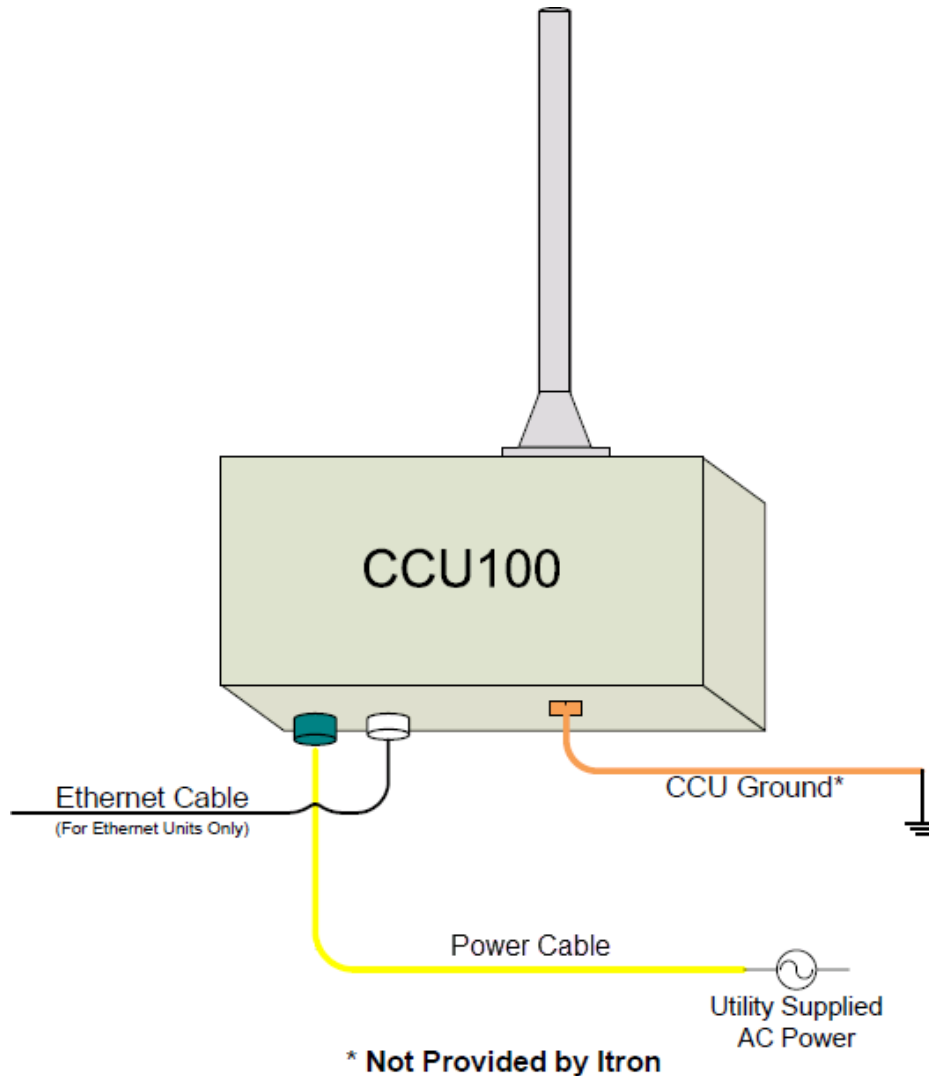 CCU100
Ethernet Cable
(For Ethernet Units Only)
CCU Ground*
Power Cable
Utility Supplied
AC Power
* Not Provided by Itron